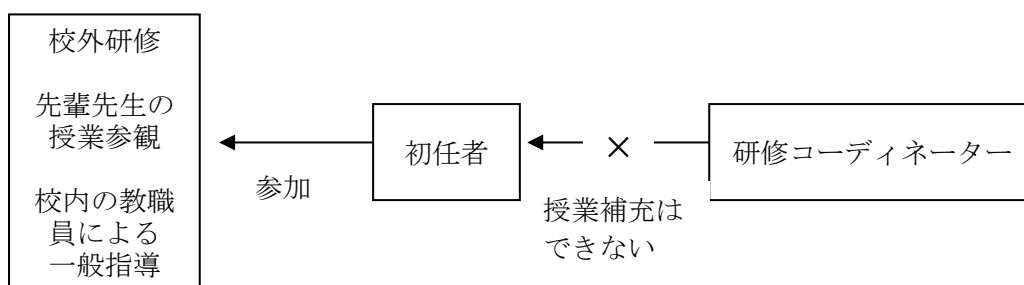 校外研修
先輩先生の
授業参観
校内の教職
員による
一般指導
参加
初任者
×
授業補充は
できない
研修コーディネーター